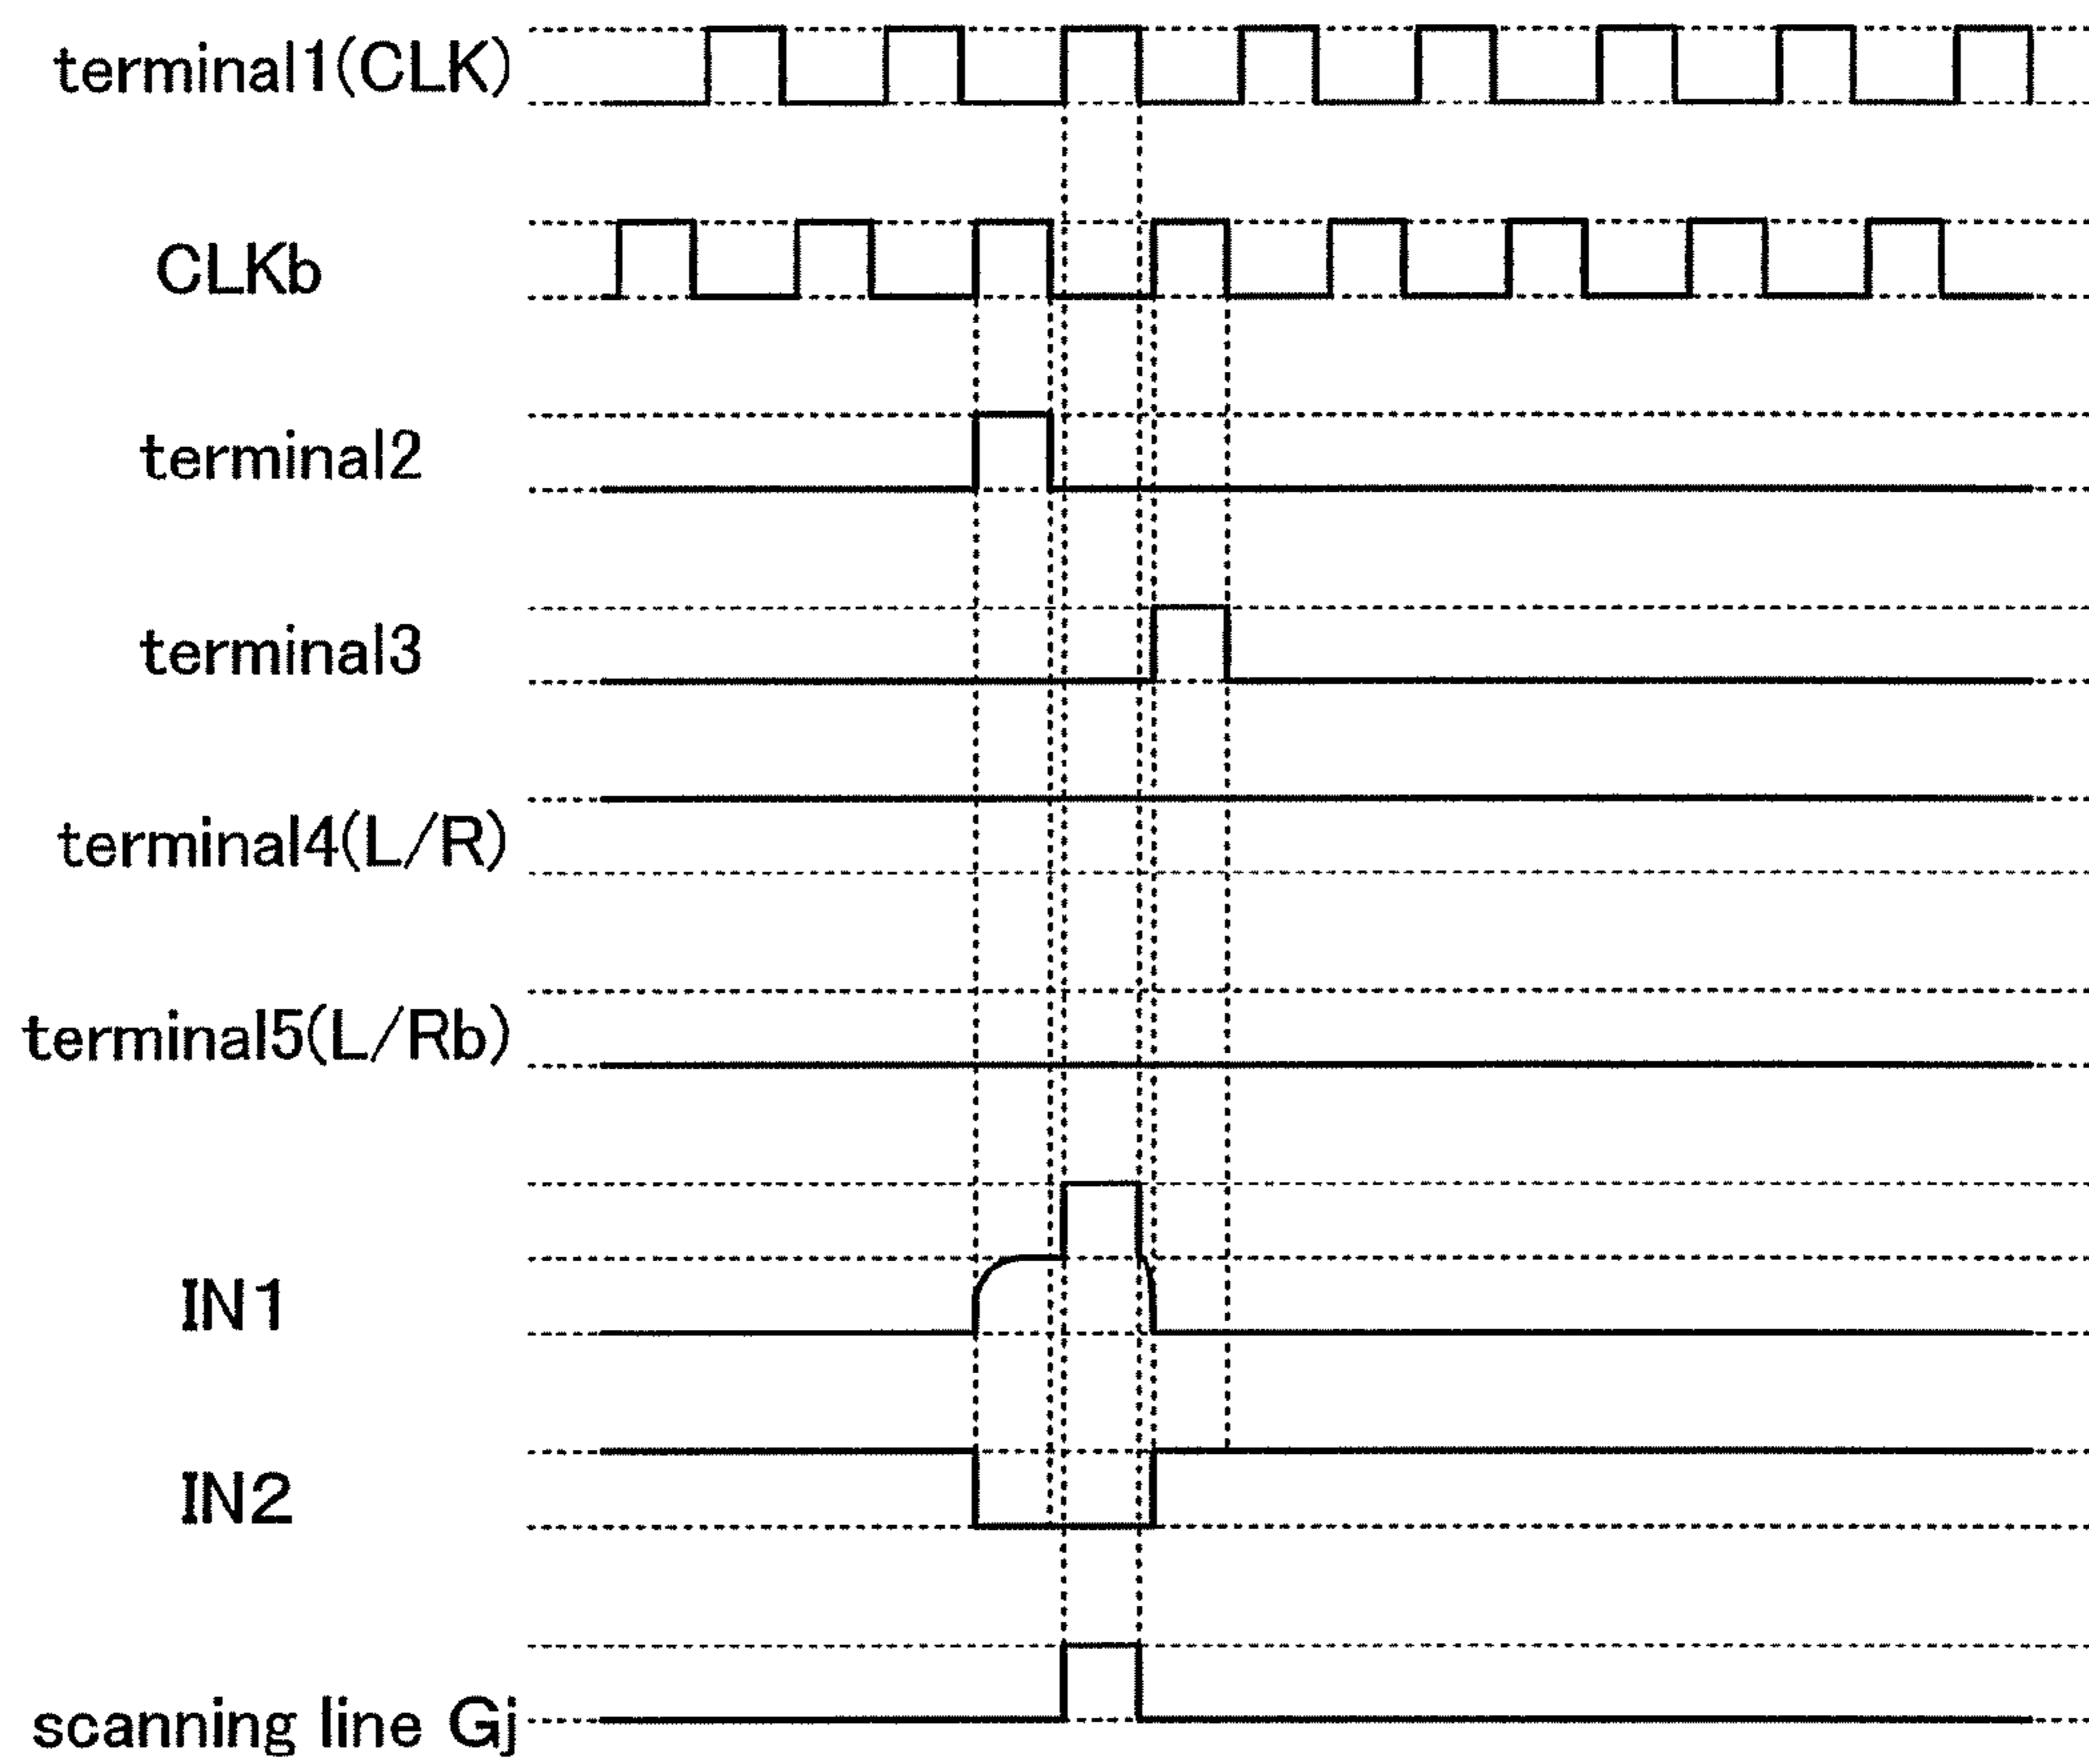 terminal1(CLK)
CLKb
terminal2
terminal3
terminal4(L/R)
terminal5(L/Rb)
IN1
IN2
scanning line Gj